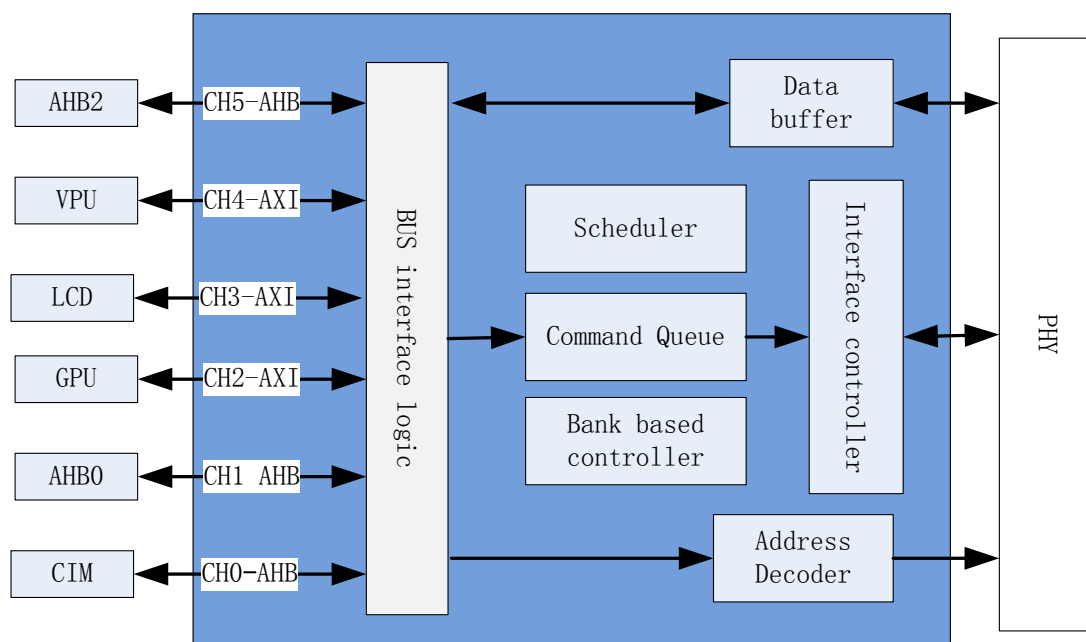 AHB2
CH5-AHB
VPU
CH4-AXI
LCD
CH3-AXI
GPU
CH2-AXI
AHB0
CH1 AHB
CIM
CH0-AHB
BUS interface logic
Data
buffer
Scheduler
Command Queue
Bank based
controller
Interface controller
Address
Decoder
PHY